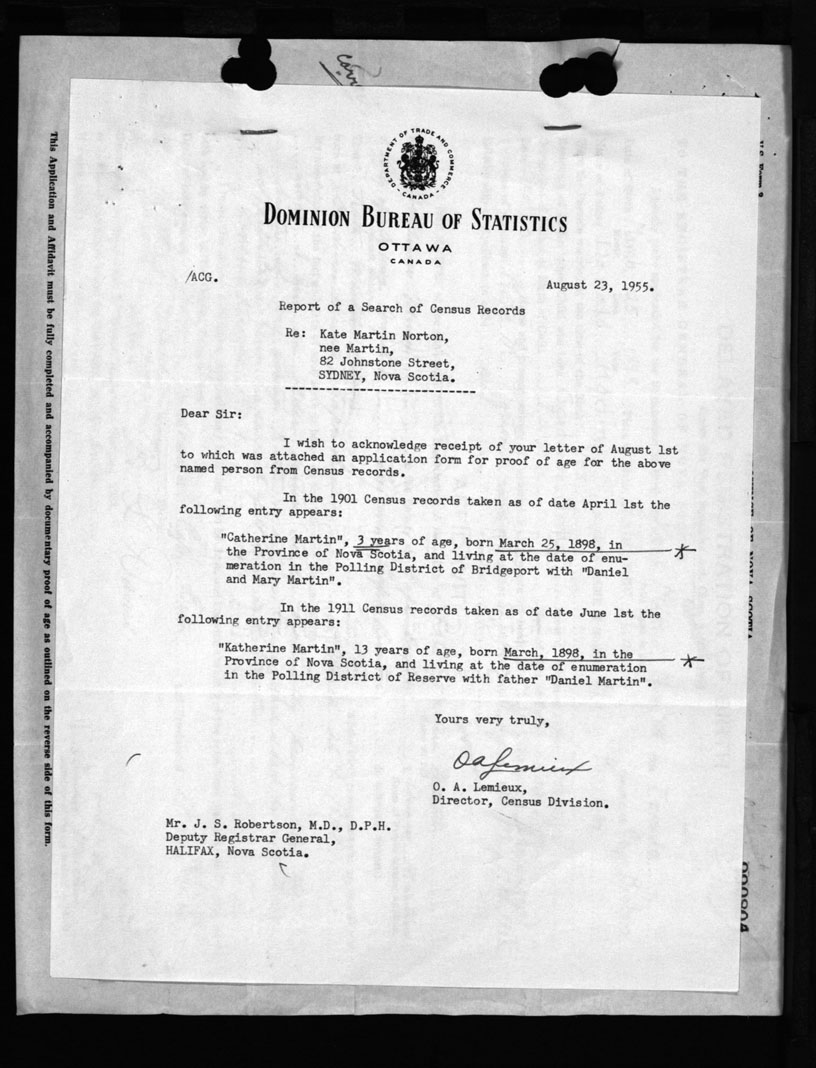 DEPARTMENT OF TRADE AND COMMERCE
- CANADA -
DOMINION BUREAU OF STATISTICS
OTTAWA
CANADA
/ACG.
August 23, 1955.
Report of a Search of Census Records
Re: Kate Martin Norton,
nee Martin,
82 Johnstone Street,
SYDNEY, Nova Scotia.
Dear Sir:
I wish to acknowledge receipt of your letter of August 1st
to which was attached an application form for proof of age for the above
named person from Census records.
In the 1901 Census records taken as of date April 1st the
following entry appears:
"Catherine Martin", 3 years of age, born March 25, 1898, in
the Province of Nova Scotia, and living at the date of enu-
meration in the Polling District of Bridgeport with "Daniel
and Mary Martin".
In the 1911 Census records taken as of date June 1st the
following entry appears:
"Katherine Martin", 13 years of age, born March, 1898, in the
Province of Nova Scotia, and living at the date of enumeration
in the Polling District of Reserve with father "Daniel Martin".
Yours very truly,
OALemieux
O. A. Lemieux,
Director, Census Division.
Mr. J. S. Robertson, M.D., D.P.H.
Deputy Registrar General,
HALIFAX, Nova Scotia.
This Application and Affidavit must be fully completed and accompanied by documentary proof of age as outlined on the reverse side of this form.